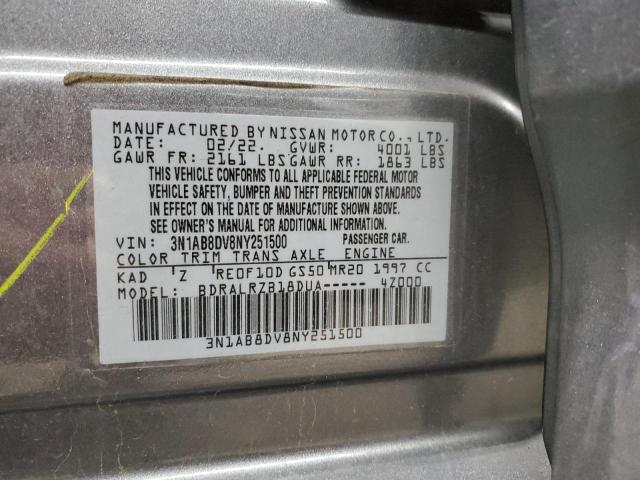 MANUFACTURED BY NISSAN MOTOR CO., LTD.
DATE: 02/22. GVWR: 4001 LBS
GAWR FR: 2161 LBS GAWR RR: 1863 LBS
THIS VEHICLE CONFORMS TO ALL APPLICABLE FEDERAL MOTOR
VEHICLE SAFETY, BUMPER AND THEFT PREVENTION STANDARDS
IN EFFECT ON THE DATE OF MANUFACTURE SHOWN ABOVE.
SEE OWNER'S MANUAL FOR ADDITIONAL INFORMATION.
VIN: 3N1AB8DV8NY251500 PASSENGER CAR.
COLOR TRIM TRANS AXLE ENGINE
KAD 'Z RE0F10D GS50 MR20 1997 CC
MODEL: BDRALRZB18DUA----- 4Z000
3N1AB8DV8NY251500